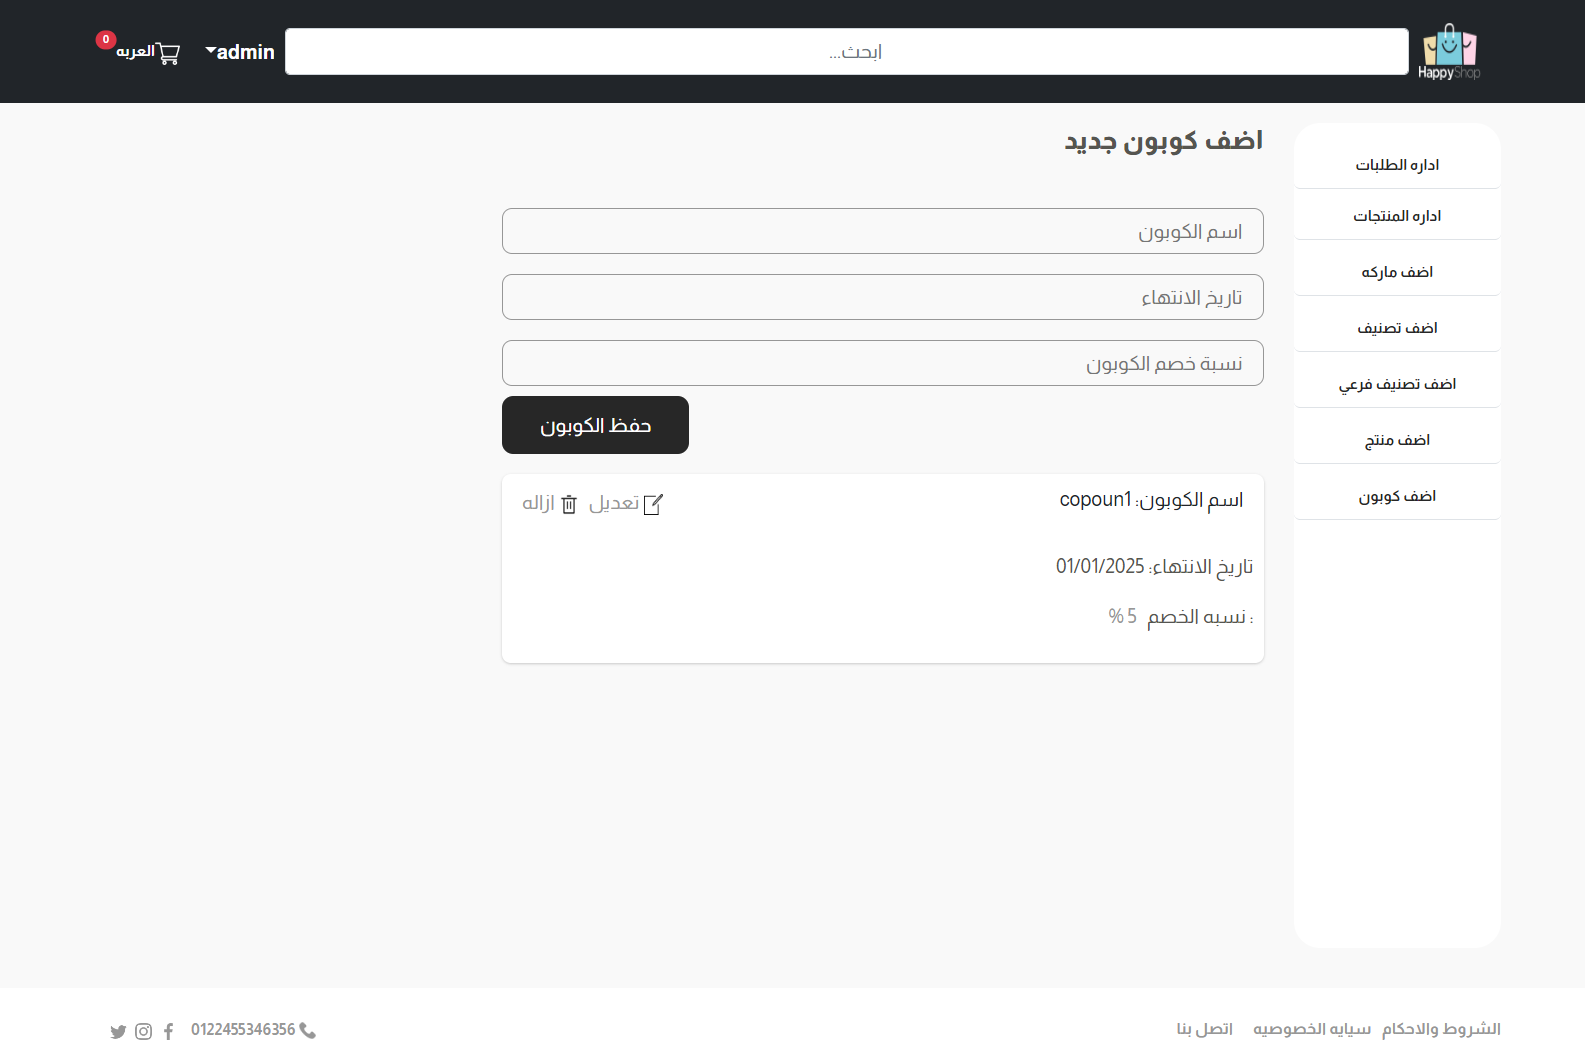 HappyShop
ابحث...
admin
العربه
0
اداره الطلبات
اداره المنتجات
اضف ماركه
اضف تصنيف
اضف تصنيف فرعي
اضف منتج
اضف كوبون
اضف كوبون جديد
اسم الكوبون
تاريخ الانتهاء
نسبة خصم الكوبون
حفظ الكوبون
اسم الكوبون: copoun1
تعديل
ازاله
تاريخ الانتهاء: 01/01/2025
: نسبه الخصم 5 %
الشروط والاحكام سيايه الخصوصيه اتصل بنا
0122455346356